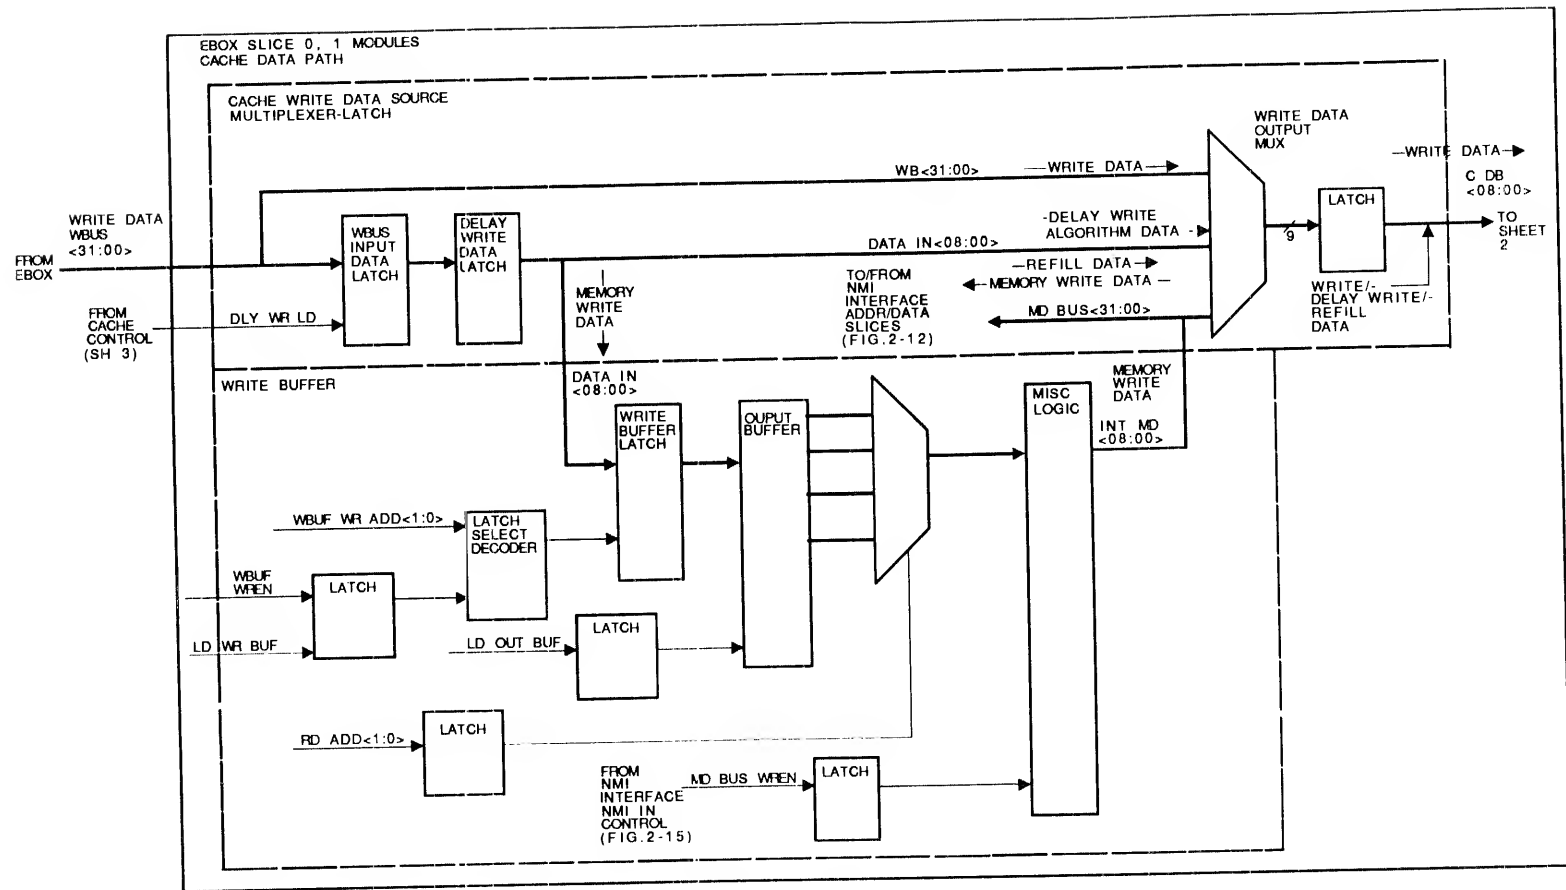 EBOX SLICE 0, 1 MODULES
CACHE DATA PATH
CACHE WRITE DATA SOURCE
MULTIPLEXER-LATCH
WRITE DATA
OUTPUT
MUX
WB<31:00>
WRITE DATA
WRITE DATA
C DB
<08:00>
TO
SHEET
2
WRITE DATA
WBUS
<31:00>
FROM
EBOX
WBUS
INPUT
DATA
LATCH
DELAY
WRITE
DATA
LATCH
DATA IN<08:00>
-DELAY WRITE
ALGORITHM DATA -
LATCH
9
REFILL DATA
MEMORY WRITE DATA
TO/FROM
NMI
INTERFACE
ADDR/DATA
SLICES
(FIG.2-12)
MD BUS<31:00>
WRITE/-
DELAY WRITE/-
REFILL
DATA
FROM
CACHE
CONTROL
(SH 3)
DLY WR LD
MEMORY
WRITE
DATA
WRITE BUFFER
DATA IN
<08:00>
WRITE
BUFFER
LATCH
OUPUT
BUFFER
MISC
LOGIC
MEMORY
WRITE
DATA
INT MD
<08:00>
WBUF WR ADD<1:0>
LATCH
SELECT
DECODER
WBUF
WREN
LATCH
LD WR BUF
LD OUT BUF
LATCH
RD ADD<1:0>
LATCH
FROM
NMI
INTERFACE
NMI IN
CONTROL
(FIG.2-15)
MD BUS WREN
LATCH